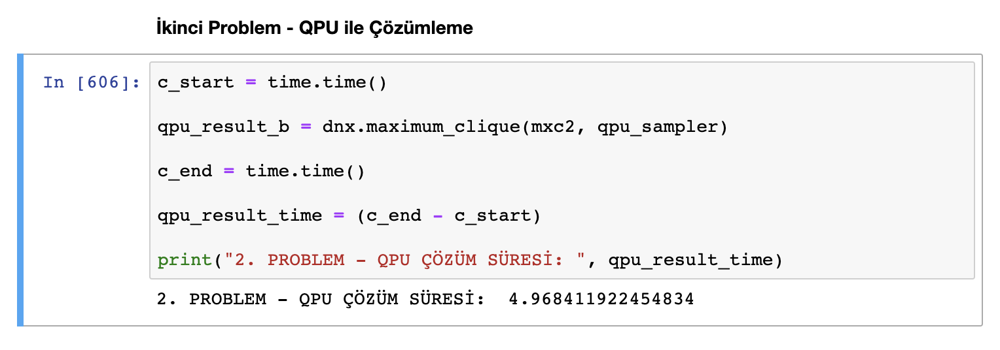 İkinci Problem - QPU ile Çözümleme
In [606]: c_start = time.time()
qpu_result_b = dnx.maximum_clique(mxc2, qpu_sampler)
c_end = time.time()
qpu_result_time = (c_end - c_start)
print("2. PROBLEM - QPU ÇÖZÜM SÜRESİ: ", qpu_result_time)
2. PROBLEM - QPU ÇÖZÜM SÜRESİ:  4.968411922454834